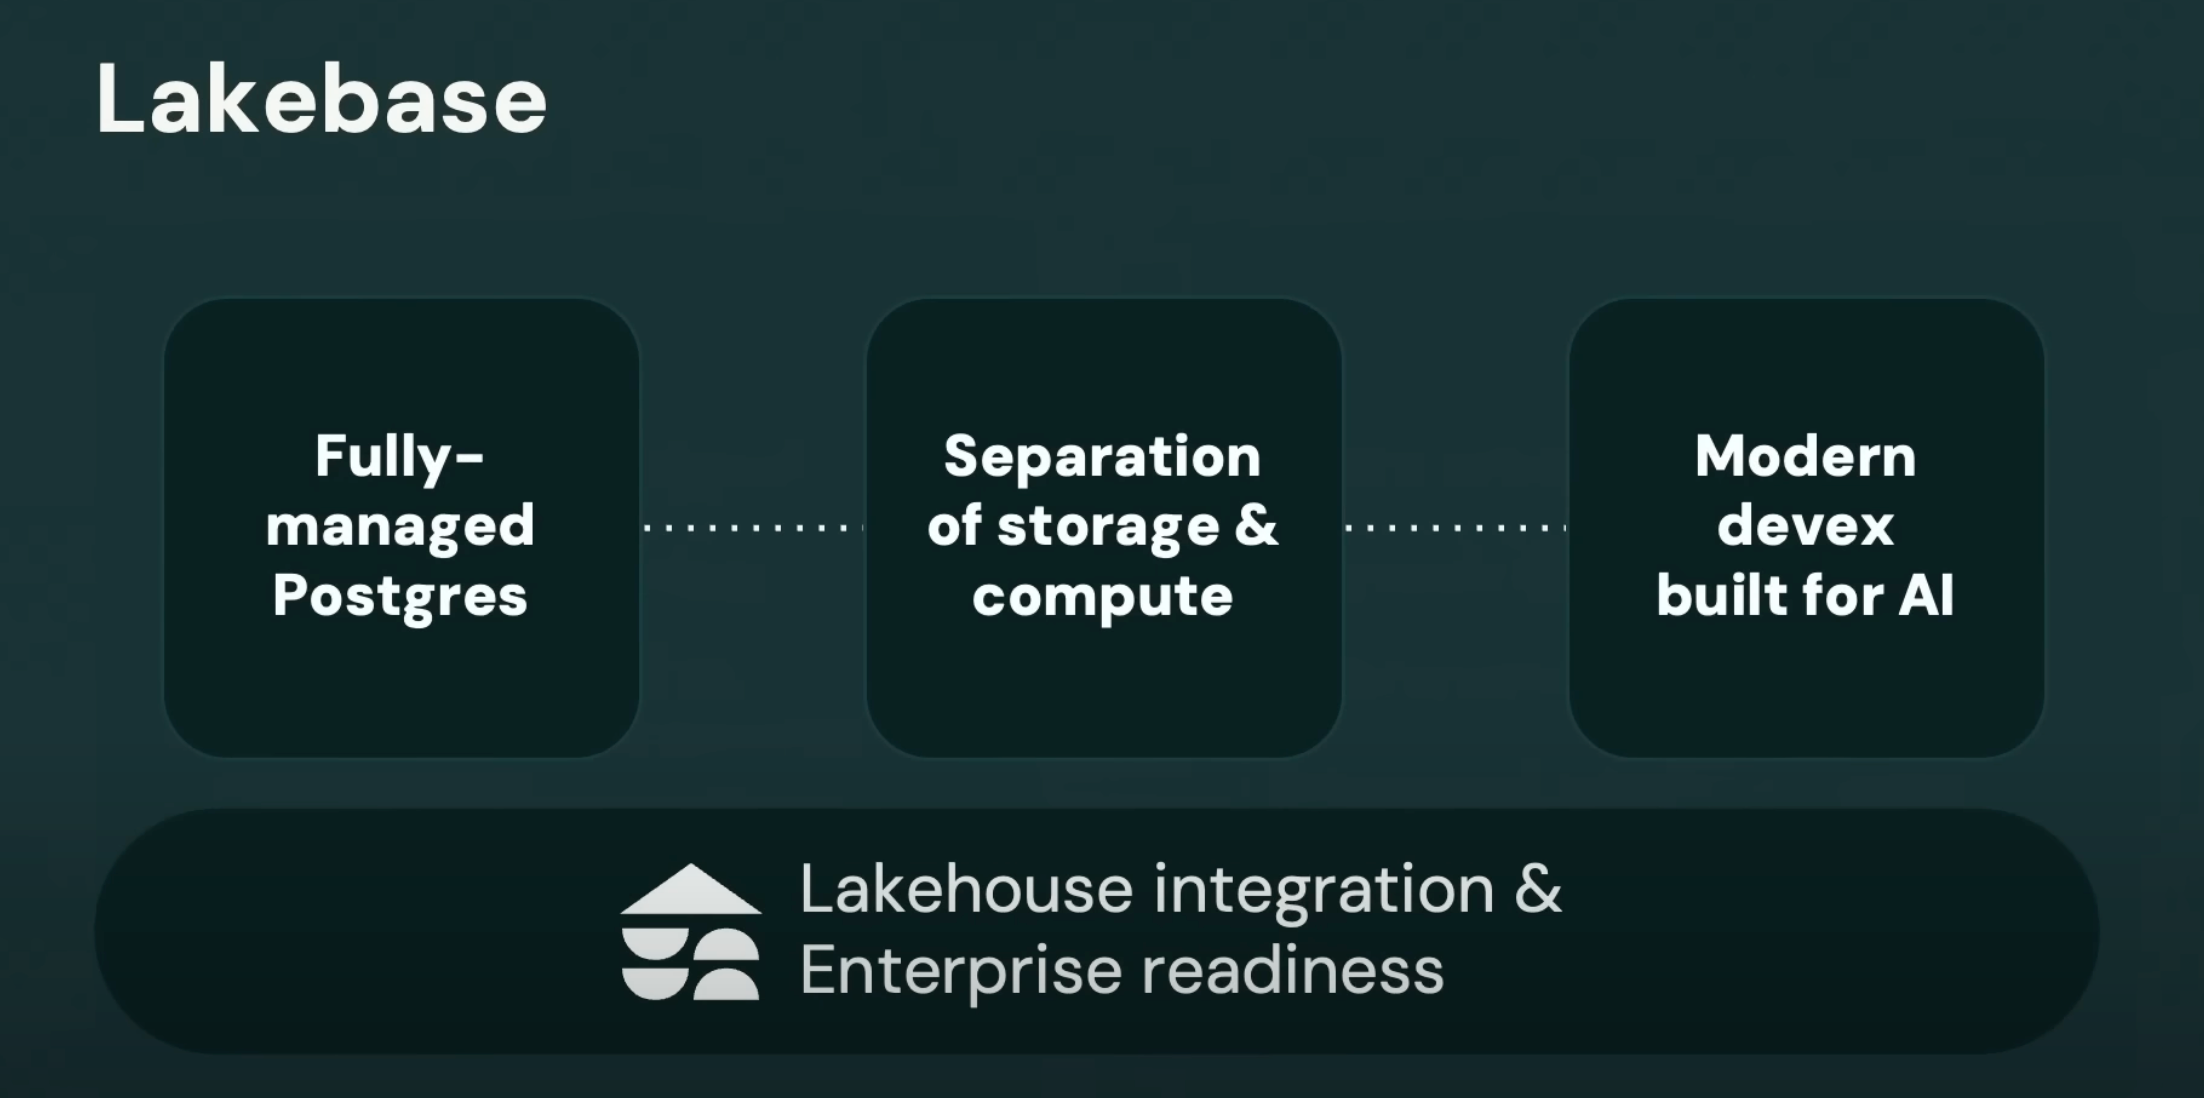 Lakebase
Fully-
managed
Postgres
Separation
of storage &
compute
Modern
devex
built for AI
Lakehouse integration &
Enterprise readiness